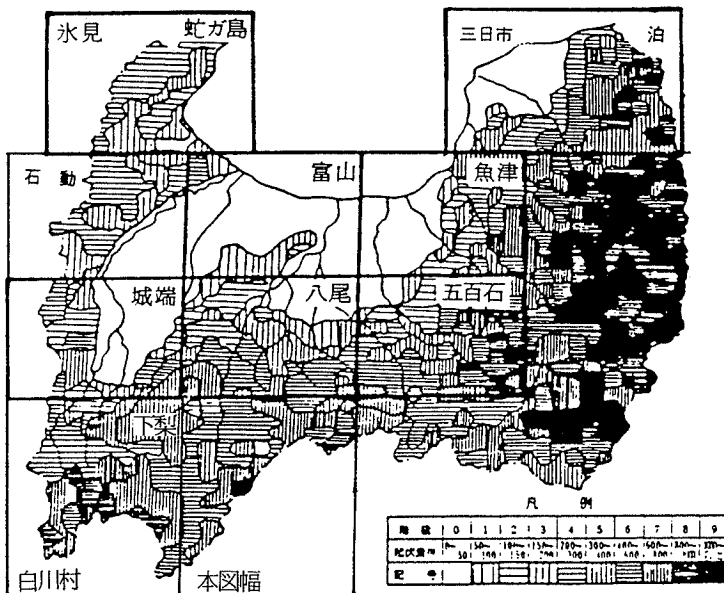 氷見 虻ガ島 三日市 泊
石動 富山 魚津
城端 八尾 五百石
下梨
白川村 本図幅
凡例
階級 0 1 2 3 4 5 6 7 8 9
起伏量
記号